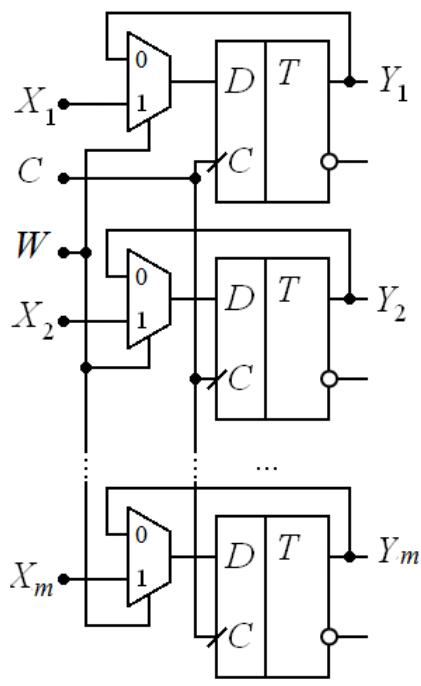 0 D T Y1
X1 1
C C
W
0 D T Y2
X2 1
C
...
0 D T Ym
Xm 1
C